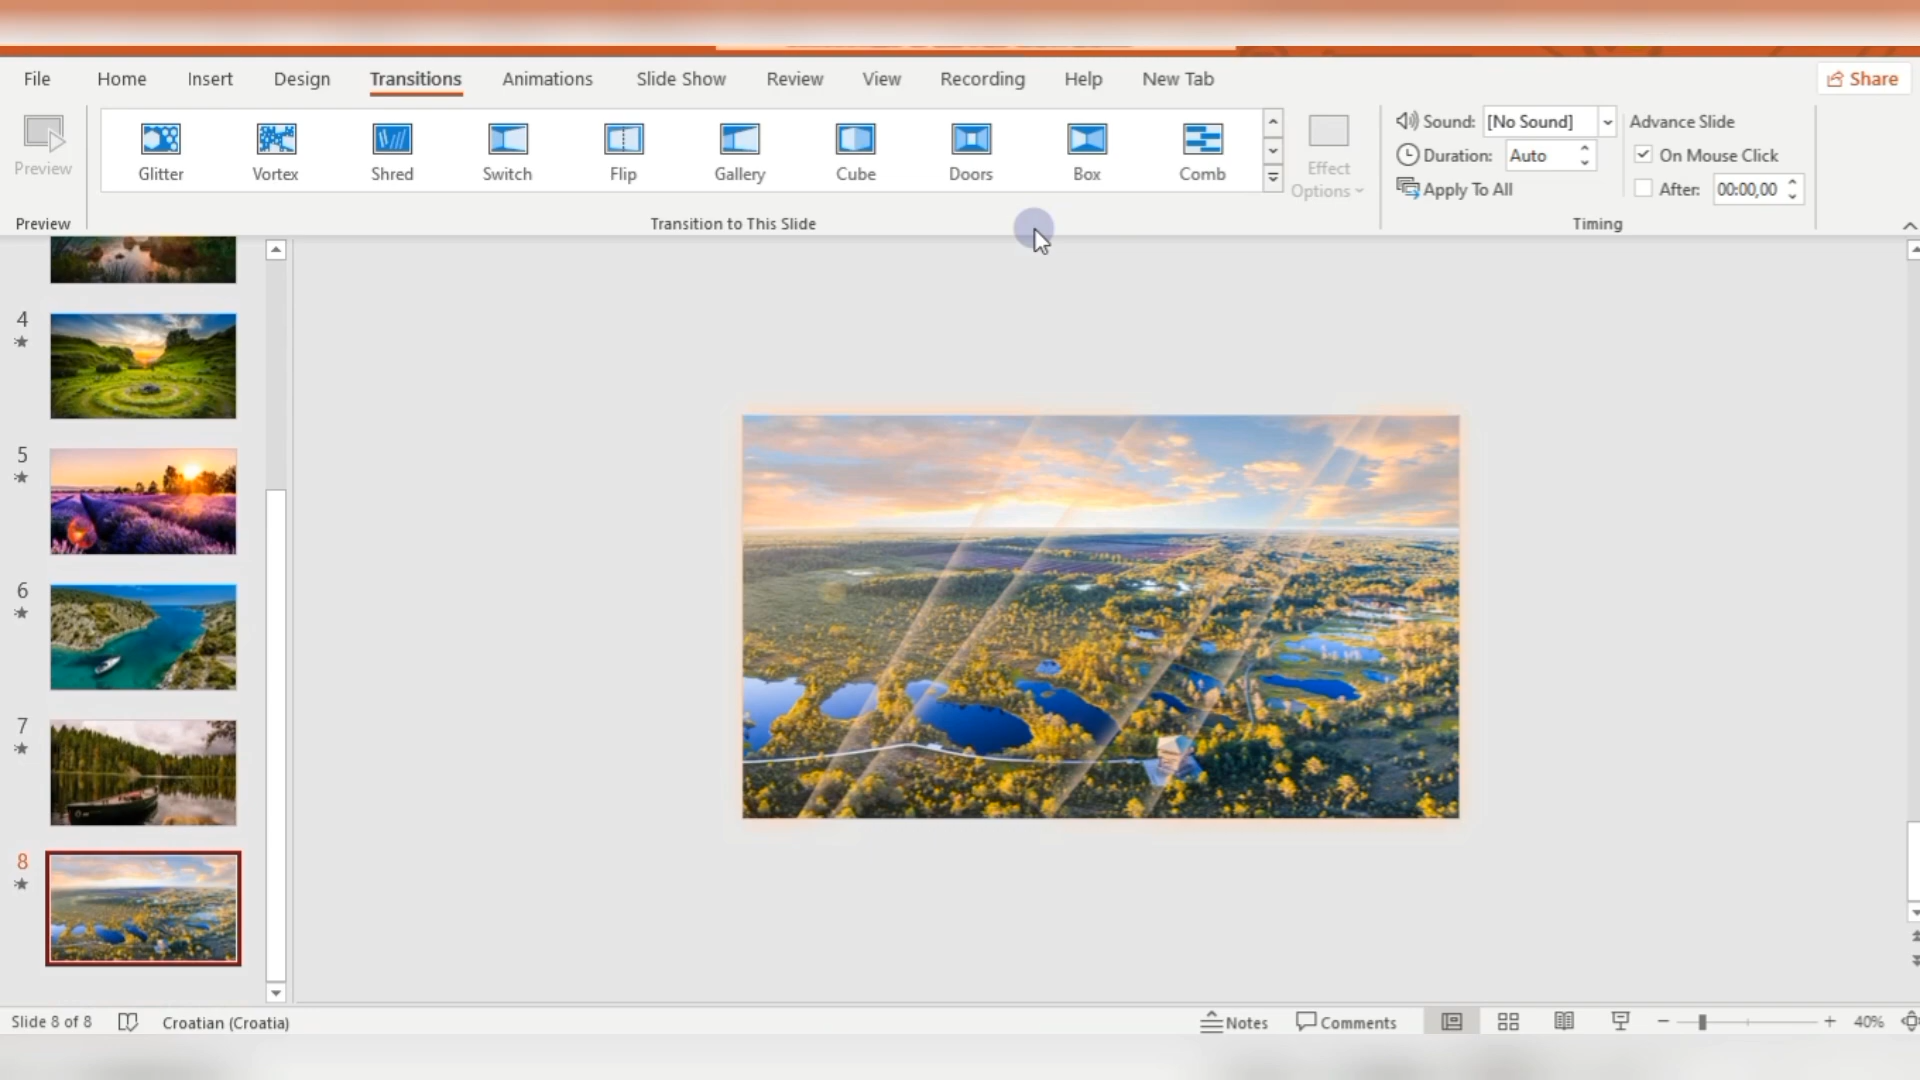 File Home Insert Design Transitions Animations Slide Show Review View Recording Help New Tab Share
Preview
Glitter Vortex Shred Switch Flip Gallery Cube Doors Box Comb
Effect
Options
Sound: [No Sound] Advance Slide
Duration: Auto On Mouse Click
Apply To All After: 00:00,00
Preview Transition to This Slide Timing
4
5
6
7
8
Slide 8 of 8 Croatian (Croatia) Notes Comments 40%